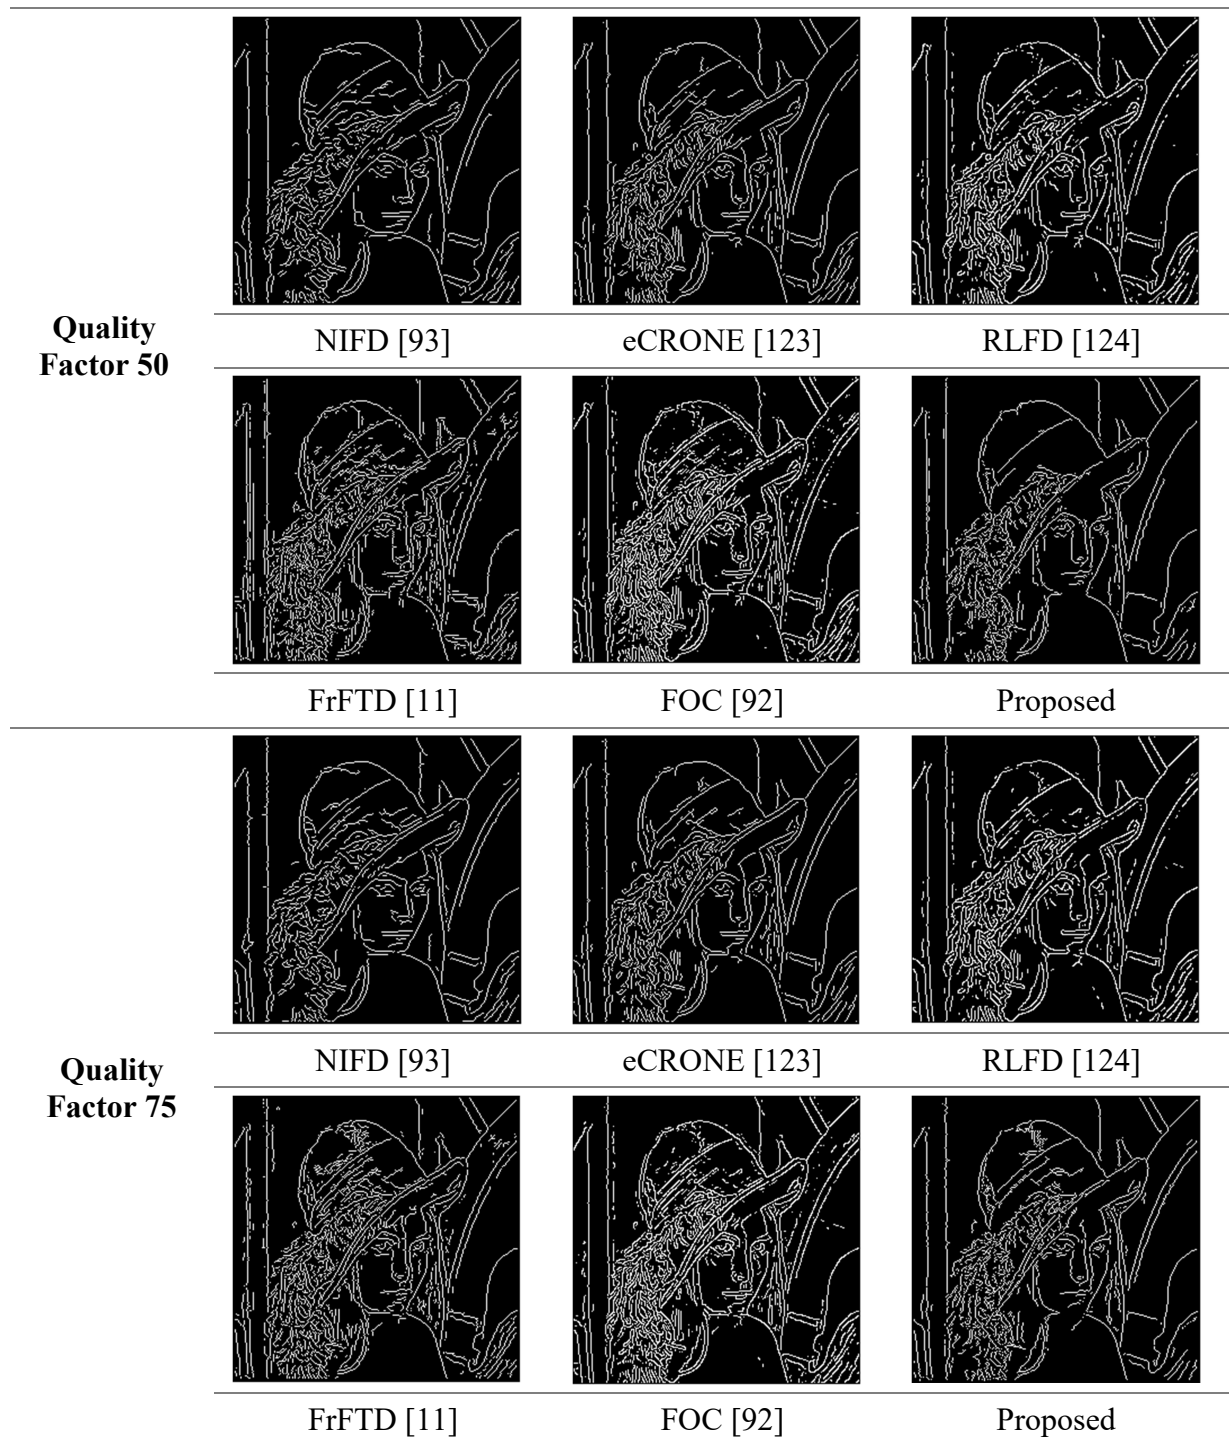 NIFD [93]
eCRONE [123]
RLFD [124]
Quality
Factor 50
FrFTD [11]
FOC [92]
Proposed
NIFD [93]
eCRONE [123]
RLFD [124]
Quality
Factor 75
FrFTD [11]
FOC [92]
Proposed